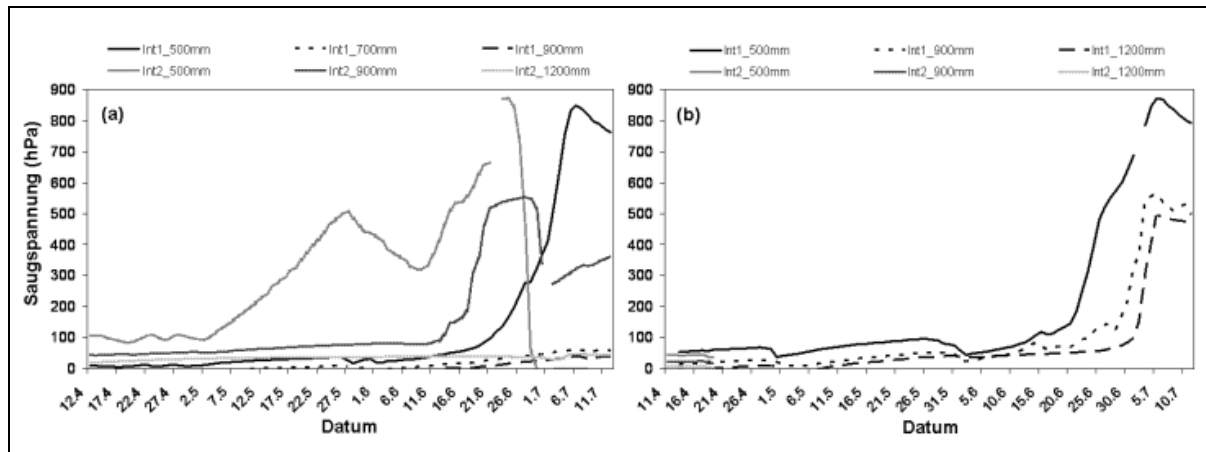 Int1_500mm Int1_700mm Int1_900mm
Int2_500mm Int2_900mm Int2_1200mm
(a)
Saugspannung (hPa)
900
800
700
600
500
400
300
200
100
0
12.4 17.4 22.4 27.4 2.5 7.5 12.5 17.5 22.5 27.5 1.6 6.6 11.6 16.6 21.6 26.6 1.7 6.7 11.7
Datum
Int1_500mm Int1_900mm Int1_1200mm
Int2_500mm Int2_900mm Int2_1200mm
(b)
900
800
700
600
500
400
300
200
100
0
11.4 16.4 21.4 26.4 1.5 6.5 11.5 16.5 21.5 26.5 31.5 5.6 10.6 15.6 20.6 25.6 30.6 5.7 10.7
Datum